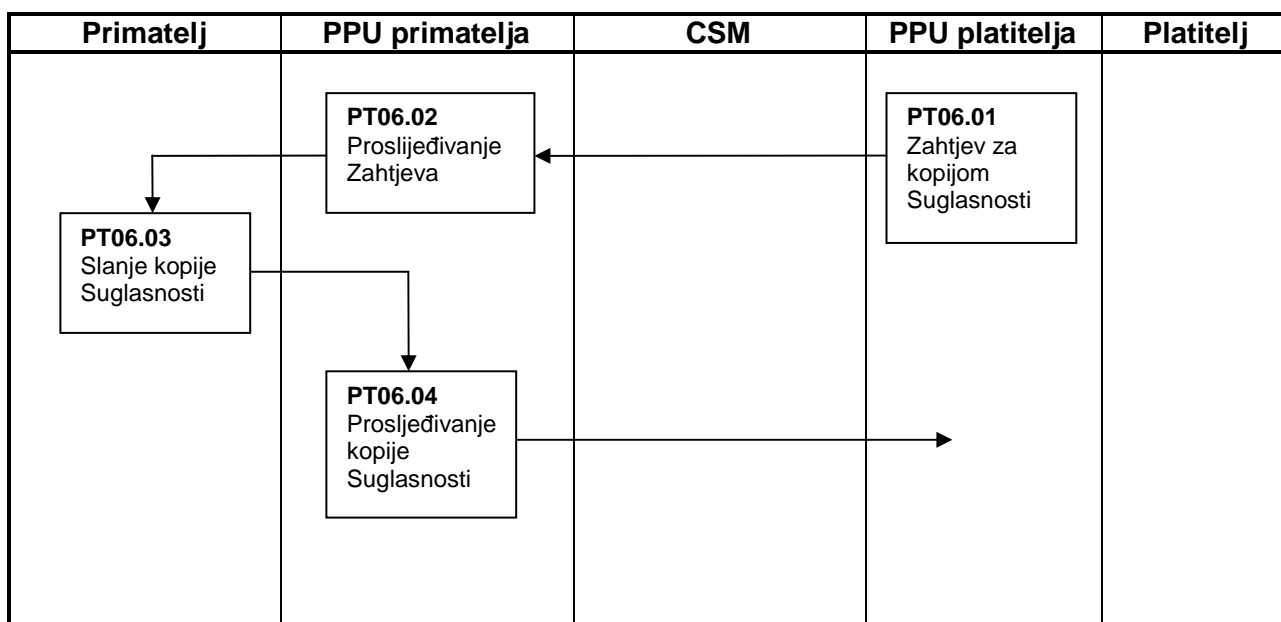 Primatelj
PPU primatelja
CSM
PPU platitelja
Platitelj
PT06.02
Proslijeđivanje
Zahtjeva
PT06.01
Zahtjev za
kopijom
Suglasnosti
PT06.03
Slanje kopije
Suglasnosti
PT06.04
Prosljeđivanje
kopije
Suglasnosti